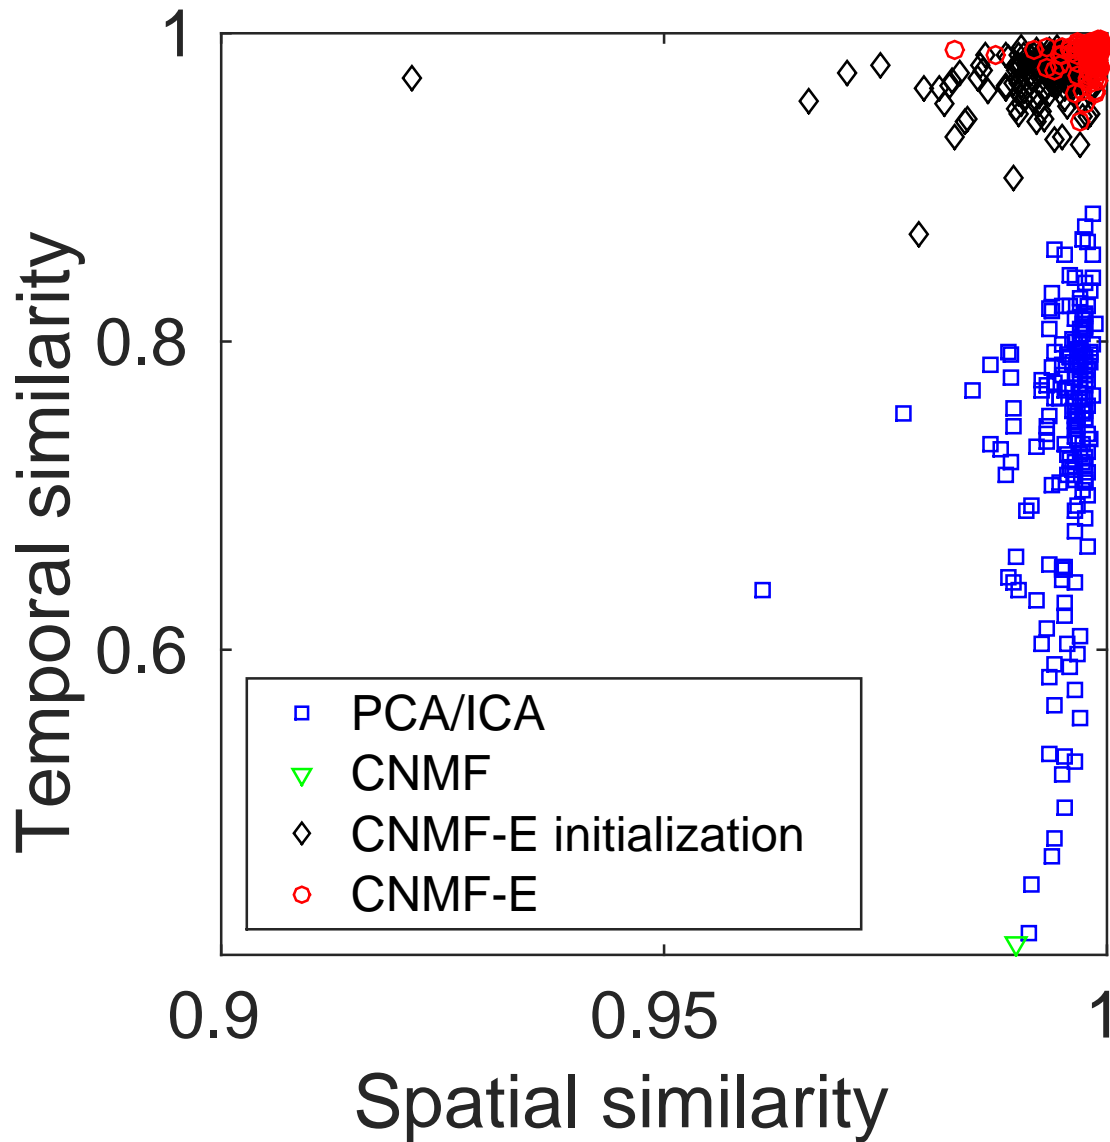 1
0.8
0.6
Temporal similarity
PCA/ICA
CNMF
CNMF-E initialization
CNMF-E
0.9
0.95
1
Spatial similarity